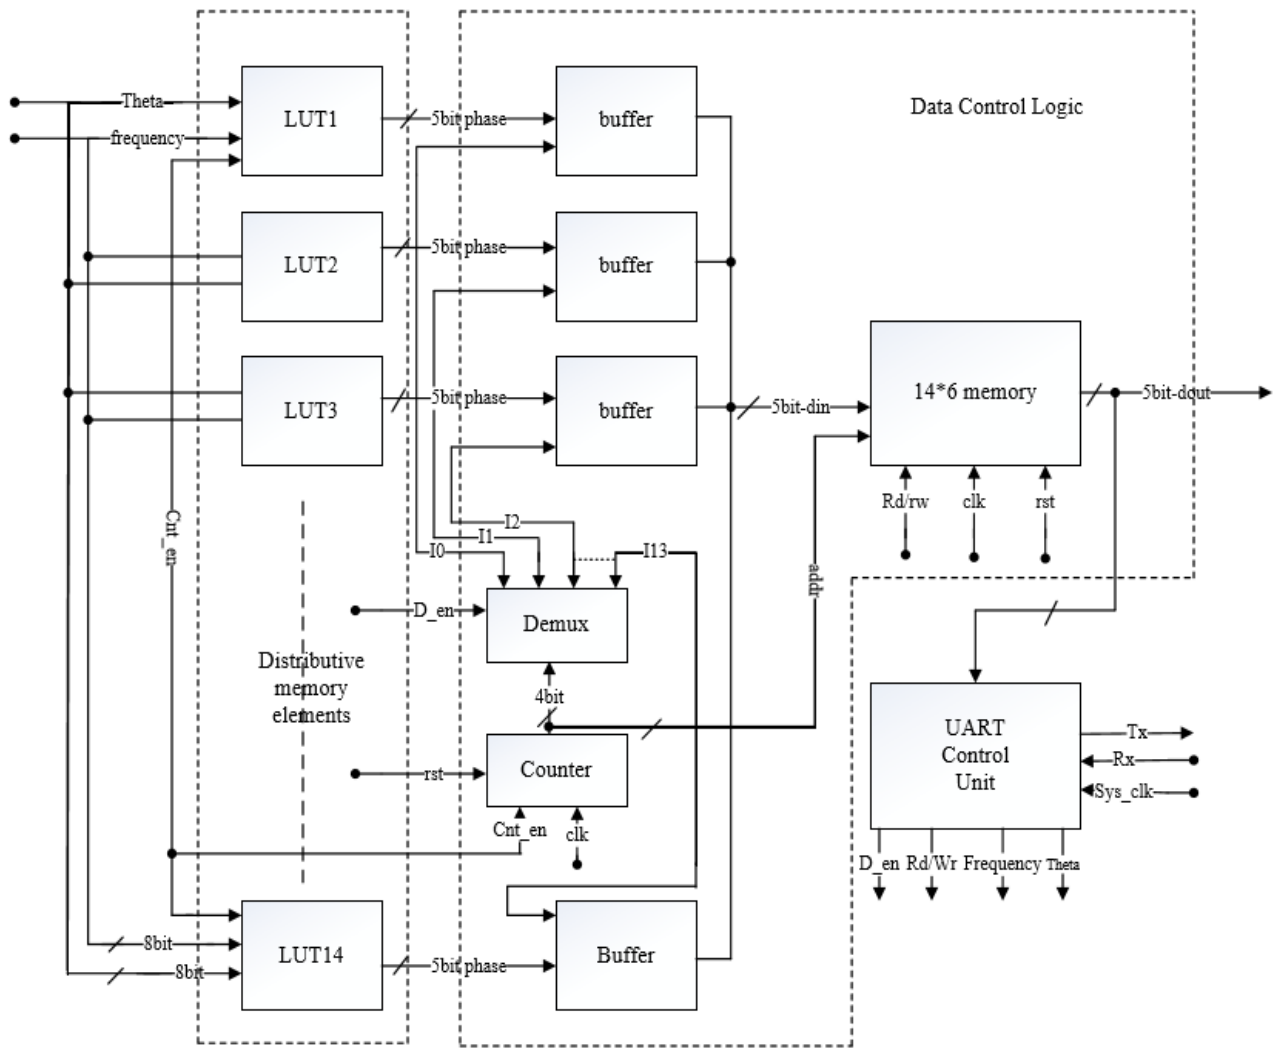 Theta
LUT1
5bit phase
buffer
Data Control Logic
frequency
LUT2
5bit phase
buffer
LUT3
5bit phase
buffer
5bit-din
14*6 memory
5bit-dout
Rd/rw
clk
rst
Cnt_en
I2
I1
I0
I13
addr
D_en
Demux
Distributive
memory
elements
4bit
rst
Counter
Cnt_en
clk
UART
Control
Unit
Tx
Rx
Sys_clk
D_en
Rd/Wr
Frequency
Theta
8bit
8bit
LUT14
5bit phase
Buffer